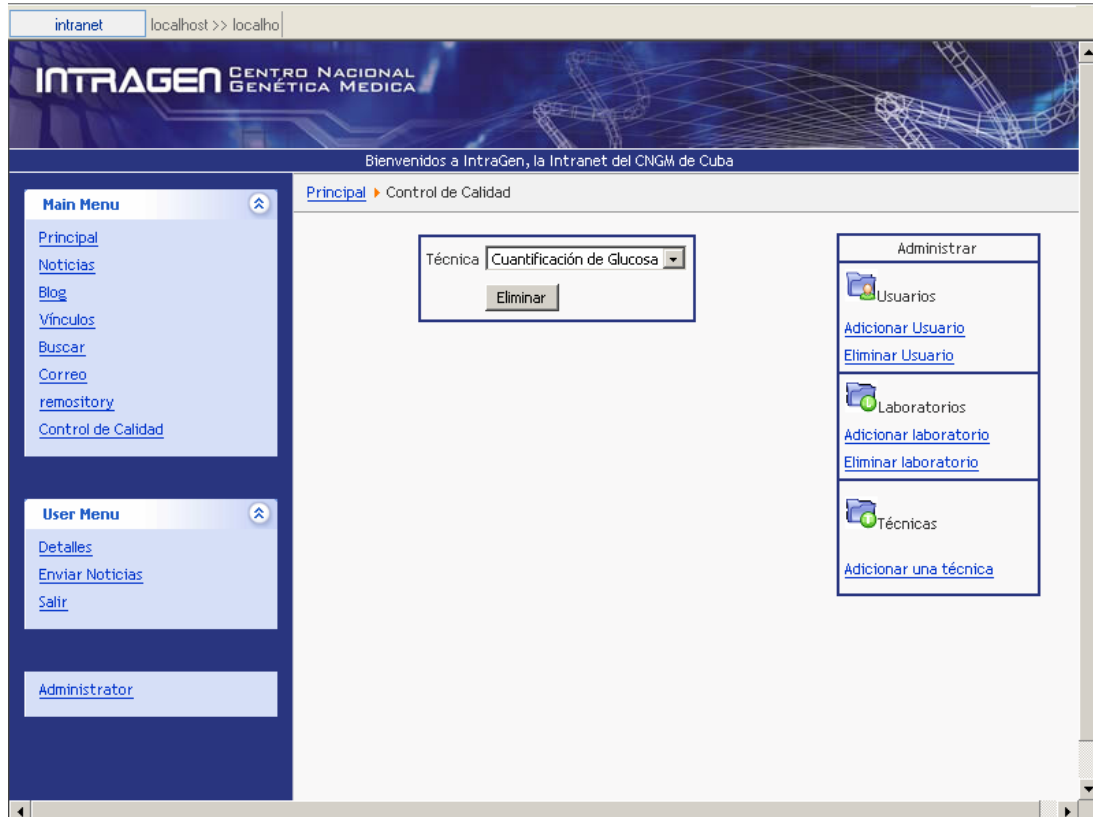 intranet
localhost >> localho
INTRAGEN CENTRO NACIONAL
GENÉTICA MEDICA
Bienvenidos a IntraGen, la Intranet del CNGM de Cuba
Main Menu
Principal
Noticias
Blog
Vínculos
Buscar
Correo
remository
Control de Calidad
User Menu
Detalles
Enviar Noticias
Salir
Administrator
Principal Control de Calidad
Técnica Cuantificación de Glucosa
Eliminar
Administrar
Usuarios
Adicionar Usuario
Eliminar Usuario
Laboratorios
Adicionar laboratorio
Eliminar laboratorio
Técnicas
Adicionar una técnica